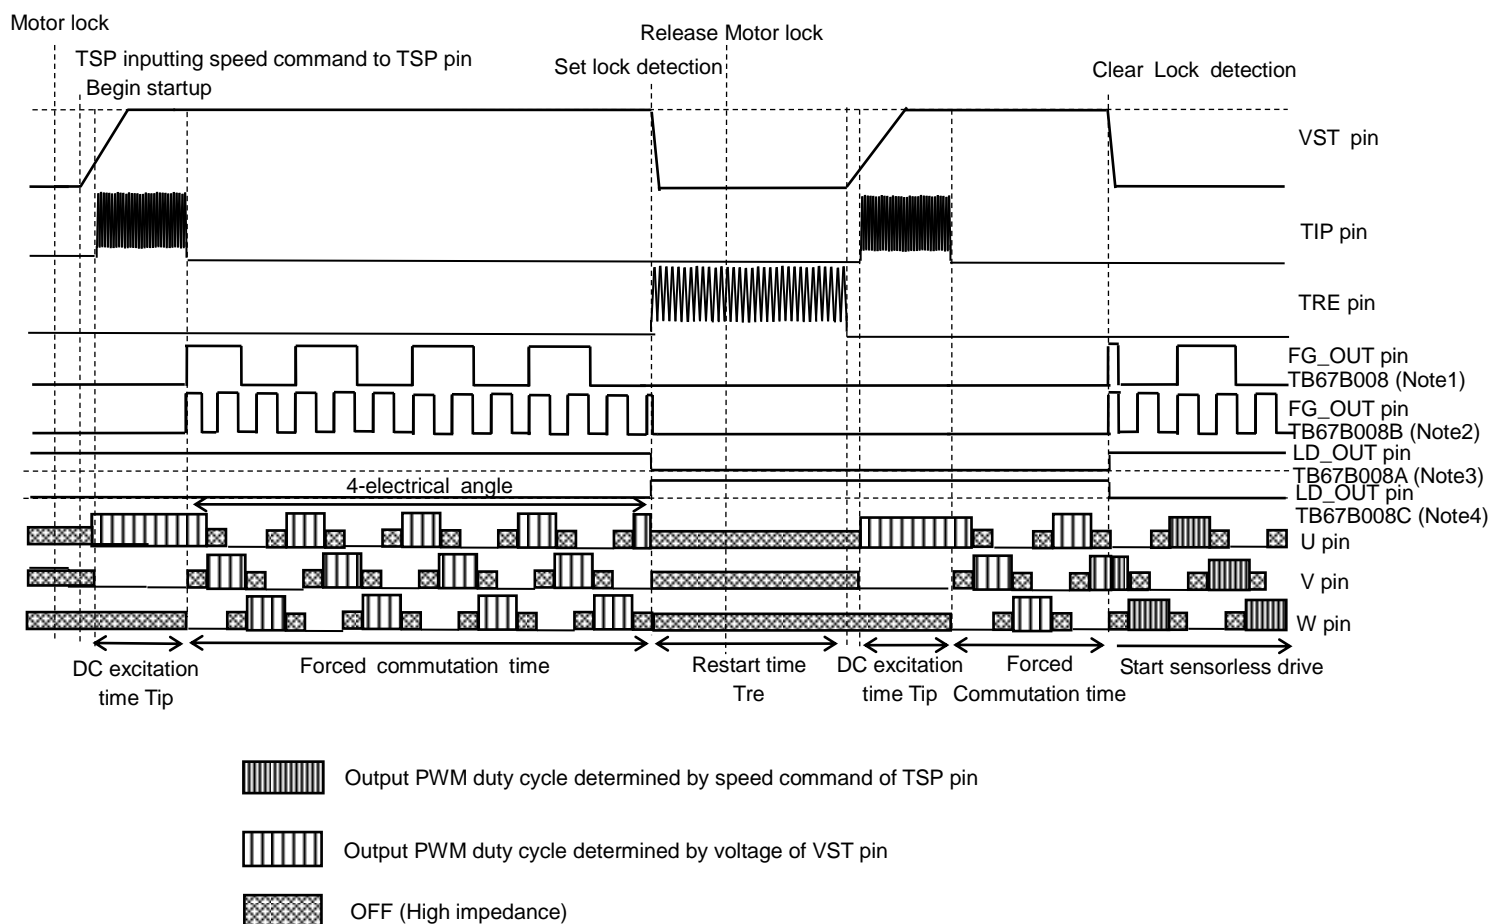 Motor lock
TSP inputting speed command to TSP pin
Begin startup
Release Motor lock
Set lock detection
Clear Lock detection
VST pin
TIP pin
TRE pin
FG_OUT pin
TB67B008 (Note1)
FG_OUT pin
TB67B008B (Note2)
LD_OUT pin
TB67B008A (Note3)
LD_OUT pin
TB67B008C (Note4)
4-electrical angle
U pin
V pin
W pin
DC excitation
time Tip
Forced commutation time
Restart time
Tre
DC excitation
time Tip
Forced
Commutation time
Start sensorless drive
Output PWM duty cycle determined by speed command of TSP pin
Output PWM duty cycle determined by voltage of VST pin
OFF (High impedance)